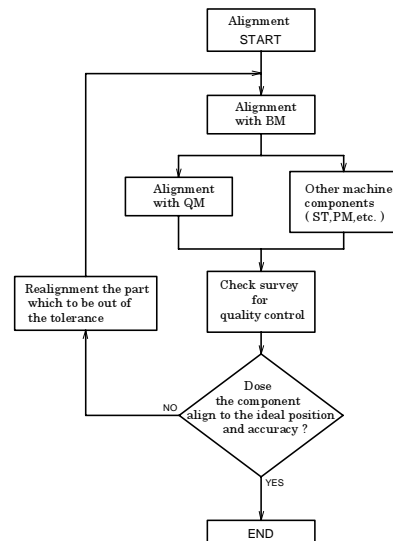 Alignment
START
Alignment
with BM
Alignment
with QM
Other machine
components
( ST,PM,etc. )
Check survey
for
quality control
Realignment the part
which to be out of
the tolerance
Dose
the component
align to the ideal position
and accuracy ?
NO
YES
END